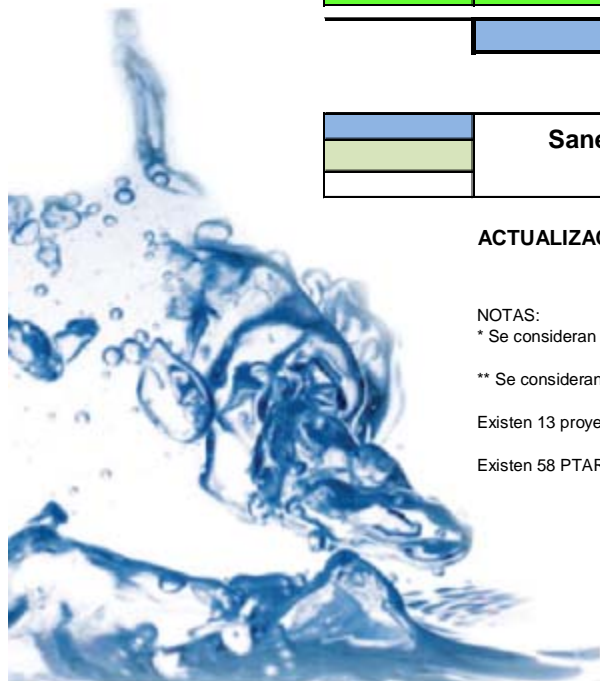 Sane
ACTUALIZAC
NOTAS:
* Se consideran
** Se consideran
Existen 13 proye
Existen 58 PTAR